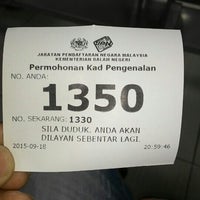 JABATAN PENDAFTARAN NEGARA MALAYSIA
KEMENTERIAN DALAM NEGERI
Permohonan Kad Pengenalan
NO. ANDA:
1350
NO. SEKARANG: 1330
SILA DUDUK. ANDA AKAN
DILAYAN SEBENTAR LAGI.
2015-09-18 20:59:46